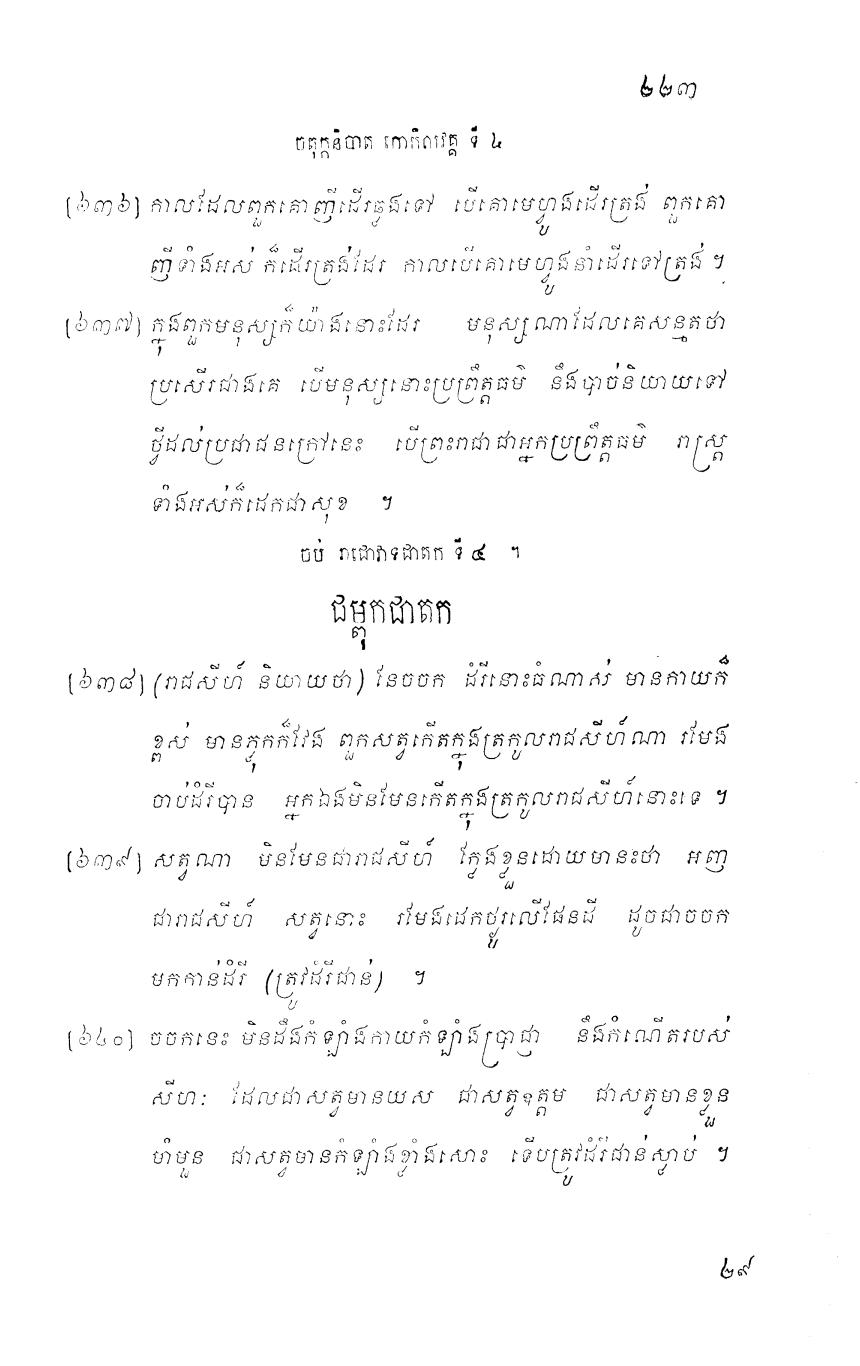 ២២៣
ចតុក្កនិបាត កោកិលវគ្គ ទី ៤
[៦៣៦] កាលដែលពួកគោញីដើរឆ្វេងទៅ បើគោមេហ្វូងដើរត្រង់ ពួកគោ
ញីទាំងអស់ ក៏ដើរត្រង់ដែរ កាលបើគោមេហ្វូងនាំដើរទៅត្រង់ ។
[៦៣៧] ក្នុងពួកមនុស្សក៏យ៉ាងនោះដែរ មនុស្សណាដែលគេសន្មតថា
ប្រសើរជាងគេ បើមនុស្សនោះប្រព្រឹត្តធម៌ នឹងបាច់និយាយទៅ
ថ្វីដល់ប្រជាជនក្រៅនេះ បើព្រះរាជាជាអ្នកប្រព្រឹត្តធម៌ រាស្ត្រ
ទាំងអស់ក៏ដេកជាសុខ ។
ចប់ រាជោវាទជាតក ទី ៤ ។
ជម្ពុកជាតក
[៦៣៨] (រាជសីហ៍ និយាយថា) នែចចក ដំរីនោះធំណាស់ មានកាយក៏
ខ្ពស់ មានភ្លុកក៏វែង ពួកសត្វកើតក្នុងត្រកូលរាជសីហ៍ណា រមែង
ចាប់ដំរីបាន អ្នកឯងមិនមែនកើតក្នុងត្រកូលរាជសីហ៍នោះទេ ។
[៦៣៩] សត្វណា មិនមែនជារាជសីហ៍ ក្លែងខ្លួនដោយមានះថា អញ
ជារាជសីហ៍ សត្វនោះ រមែងដេកថ្ងូរលើផែនដី ដូចជាចចក
មកកាន់ដំរី (ត្រូវដំរីជាន់) ។
[៦៤០] ចចកនេះ មិនដឹងកំឡាំងកាយកំឡាំងប្រាជ្ញា នឹងកំណើតរបស់
សីហៈ ដែលជាសត្វមានយស ជាសត្វឧត្តម ជាសត្វមានខ្លួន
មាំមួន ជាសត្វមានកំឡាំងខ្លាំងសោះ ទើបត្រូវដំរីជាន់ស្លាប់ ។
២៩